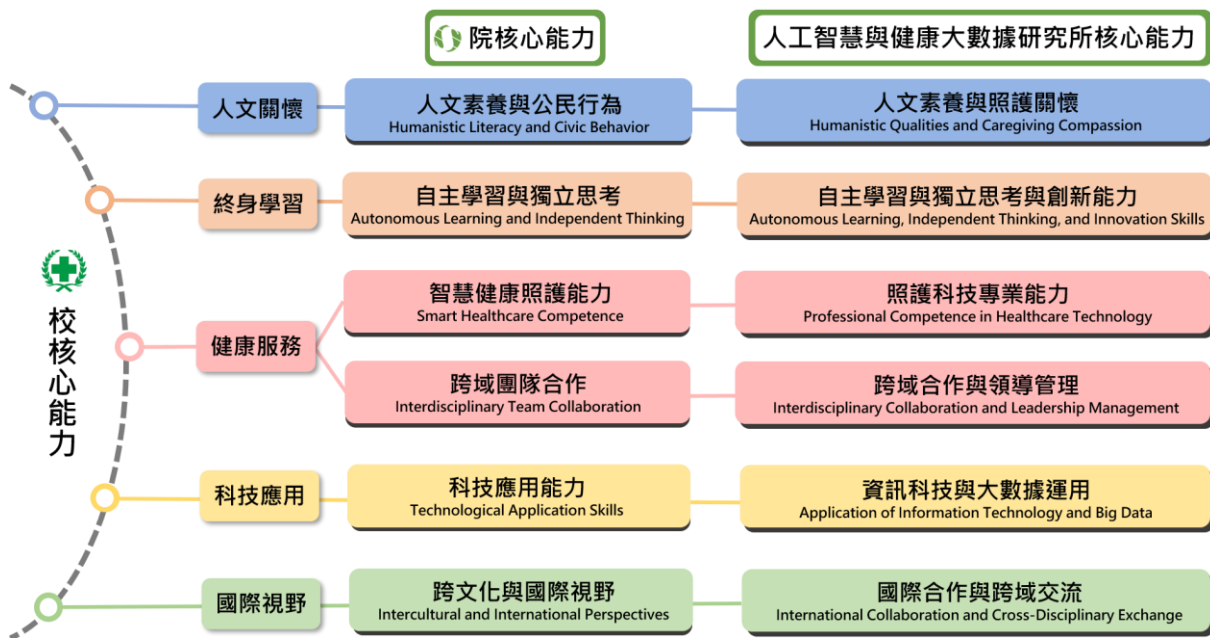 院核心能力
人工智慧與健康大數據研究所核心能力
校核心能力
人文關懷
人文素養與公民行為
Humanistic Literacy and Civic Behavior
人文素養與照護關懷
Humanistic Qualities and Caregiving Compassion
終身學習
自主學習與獨立思考
Autonomous Learning and Independent Thinking
自主學習與獨立思考與創新能力
Autonomous Learning, Independent Thinking, and Innovation Skills
健康服務
智慧健康照護能力
Smart Healthcare Competence
照護科技專業能力
Professional Competence in Healthcare Technology
跨域團隊合作
Interdisciplinary Team Collaboration
跨域合作與領導管理
Interdisciplinary Collaboration and Leadership Management
科技應用
科技應用能力
Technological Application Skills
資訊科技與大數據運用
Application of Information Technology and Big Data
國際視野
跨文化與國際視野
Intercultural and International Perspectives
國際合作與跨域交流
International Collaboration and Cross-Disciplinary Exchange